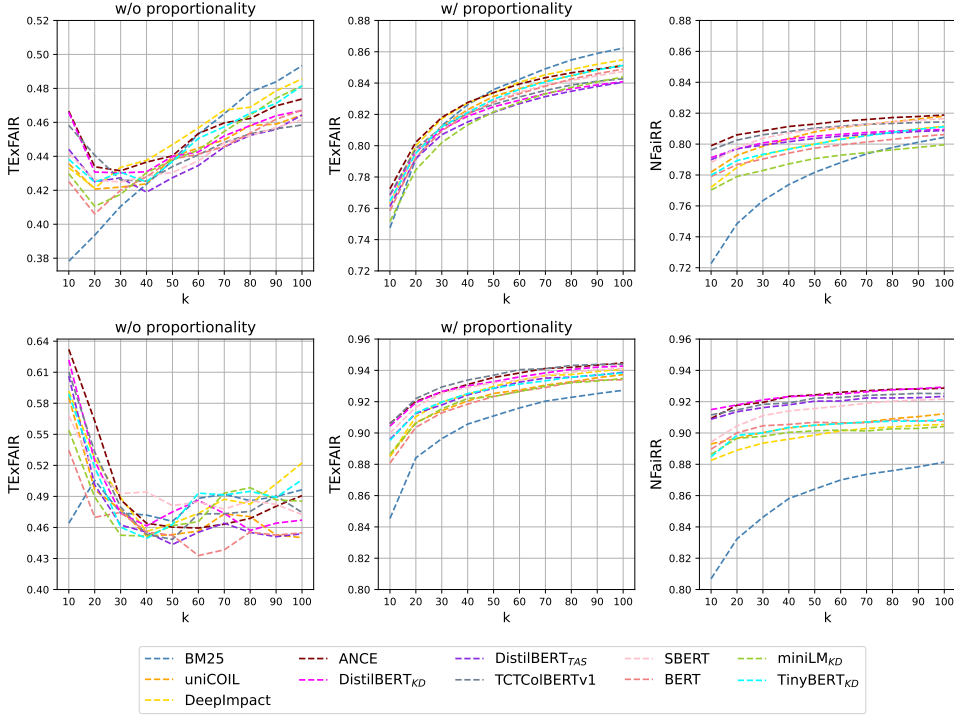 w/o proportionality
w/ proportionality
0.52
0.50
0.48
0.46
0.44
0.42
0.40
0.38
TExFAIR
10 20 30 40 50 60 70 80 90 100
k
0.88
0.86
0.84
0.82
0.80
0.78
0.76
0.74
0.72
TExFAIR
10 20 30 40 50 60 70 80 90 100
k
0.88
0.86
0.84
0.82
0.80
0.78
0.76
0.74
0.72
NFaiRR
10 20 30 40 50 60 70 80 90 100
k
w/o proportionality
w/ proportionality
0.64
0.61
0.58
0.55
0.52
0.49
0.46
0.43
0.40
TExFAIR
10 20 30 40 50 60 70 80 90 100
k
0.96
0.94
0.92
0.90
0.88
0.86
0.84
0.82
0.80
TExFAIR
10 20 30 40 50 60 70 80 90 100
k
0.96
0.94
0.92
0.90
0.88
0.86
0.84
0.82
0.80
NFaiRR
10 20 30 40 50 60 70 80 90 100
k
BM25
uniCOIL
DeepImpact
ANCE
DistilBERT KD
DistilBERT TAS
TCTColBERTv1
SBERT
BERT
miniLM KD
TinyBERT KD